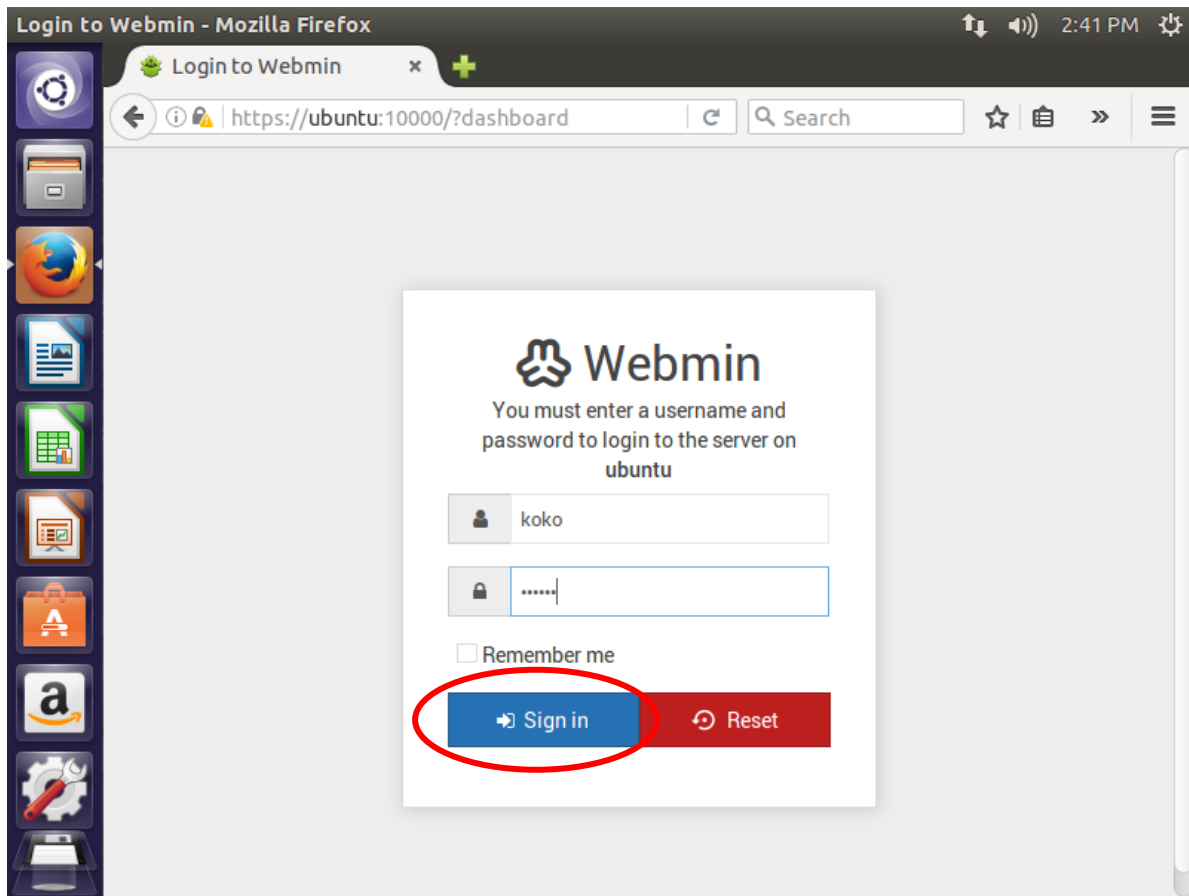 Login to Webmin - Mozilla Firefox 2:41 PM
Login to Webmin
https://ubuntu:10000/?dashboard Search
Webmin
You must enter a username and
password to login to the server on
ubuntu
koko
••••••
Remember me
Sign in Reset